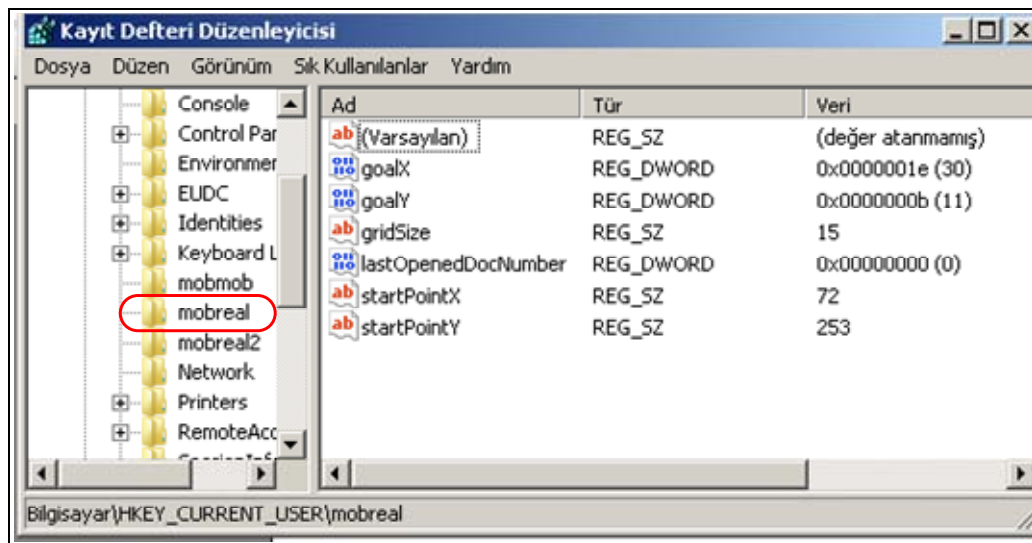 Kayıt Defteri Düzenleyicisi
Dosya Düzen Görünüm Sık Kullanılanlar Yardım
Console
Control Par
Environmer
EUDC
Identities
Keyboard L
mobmob
mobreal
mobreal2
Network
Printers
RemoteAcc
Ad Tür Veri
(Varsayılan) REG_SZ (değer atanmamış)
goalX REG_DWORD 0x0000001e (30)
goalY REG_DWORD 0x0000000b (11)
gridSize REG_SZ 15
lastOpenedDocNumber REG_DWORD 0x00000000 (0)
startPointX REG_SZ 72
startPointY REG_SZ 253
Bilgisayar\HKEY_CURRENT_USER\mobreal